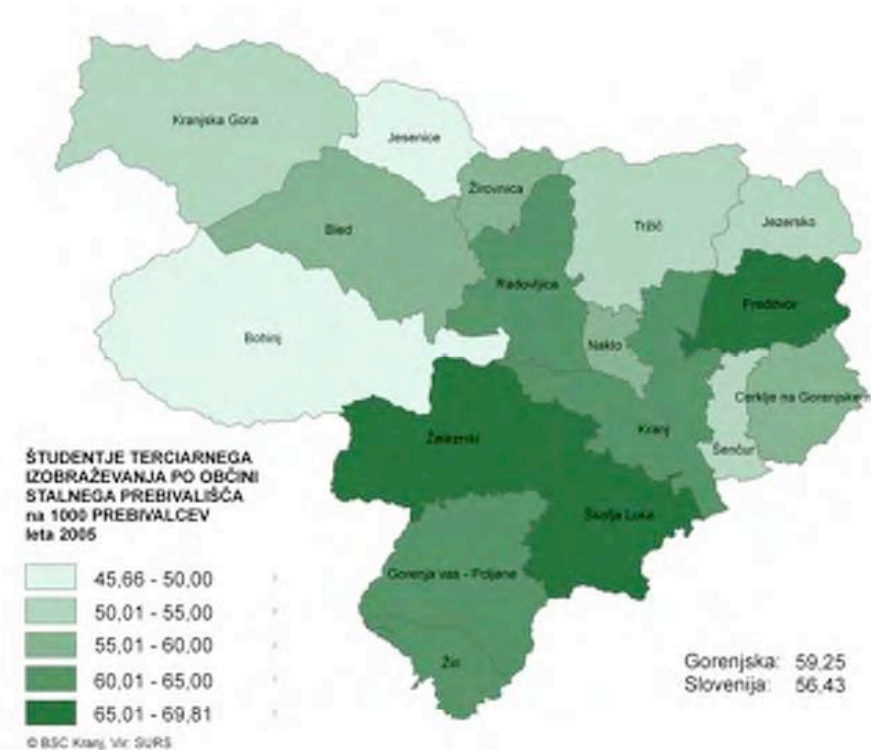 Kranjska Gora
Jesenice
Žirovnica
Bled
Tržič
Jezersko
Radovljica
Preddvor
Bohinj
Naklo
Cerklje na Gorenjskem
Kranj
Železniki
Šenčur
ŠTUDENTJE TERCIARNEGA
IZOBRAŽEVANJA PO OBČINI
STALNEGA PREBIVALIŠČA
na 1000 PREBIVALCEV
leta 2005
Škofja Loka
45,66 - 50,00
50,01 - 55,00
55,01 - 60,00
60,01 - 65,00
65,01 - 69,81
Gorenja vas - Poljane
Žiri
Gorenjska: 59,25
Slovenija: 56,43
© BSC Kranj, Vir: SURS